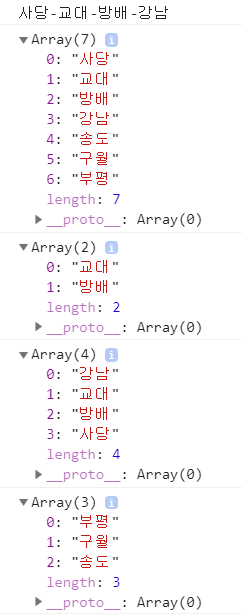 사당-교대-방배-강남
▼Array(7) i
0: "사당"
1: "교대"
2: "방배"
3: "강남"
4: "송도"
5: "구월"
6: "부평"
length: 7
▶__proto__: Array(0)
▼Array(2) i
0: "교대"
1: "방배"
length: 2
▶__proto__: Array(0)
▼Array(4) i
0: "강남"
1: "교대"
2: "방배"
3: "사당"
length: 4
▶__proto__: Array(0)
▼Array(3) i
0: "부평"
1: "구월"
2: "송도"
length: 3
▶__proto__: Array(0)